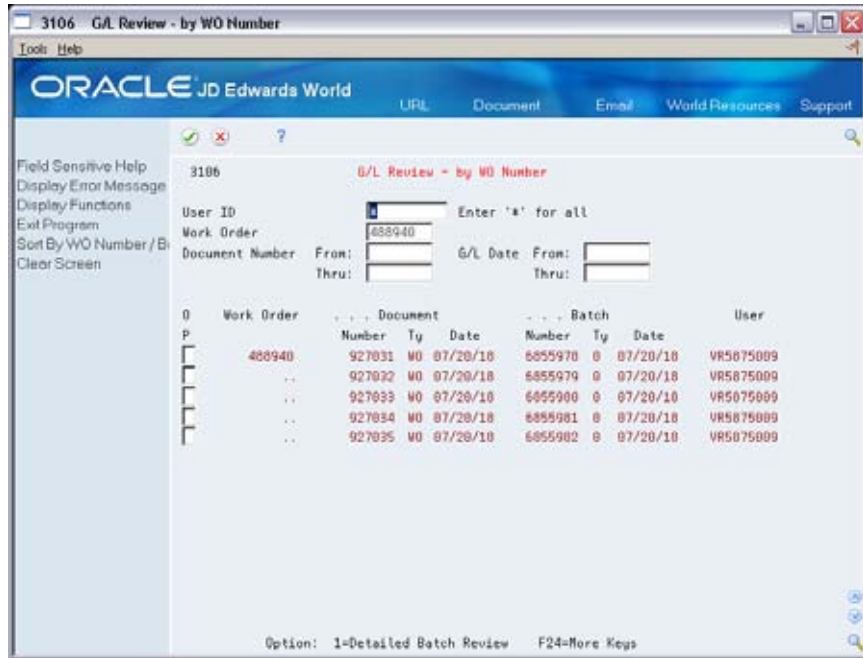 3106 G/L Review - by WO Number
Tools Help
ORACLE JD Edwards World
URL Document Email World Resources Support
?
Field Sensitive Help
Display Error Message
Display Functions
Exit Program
Sort By WO Number / B
Clear Screen
3106 G/L Review - by WO Number
User ID * Enter '*' for all
Work Order 488940
Document Number From: G/L Date From:
Thru: Thru:
O Work Order . . . Document . . . Batch User
P Number Ty Date Number Ty Date
488940 927031 WO 07/20/18 6855978 0 07/20/18 VR5875009
.. 927032 WO 07/20/18 6855979 0 07/20/18 VR5875009
.. 927033 WO 07/20/18 6855980 0 07/20/18 VR5875009
.. 927034 WO 07/20/18 6855981 0 07/20/18 VR5875009
.. 927035 WO 07/20/18 6855982 0 07/20/18 VR5875009
Option: 1=Detailed Batch Review F24=More Keys